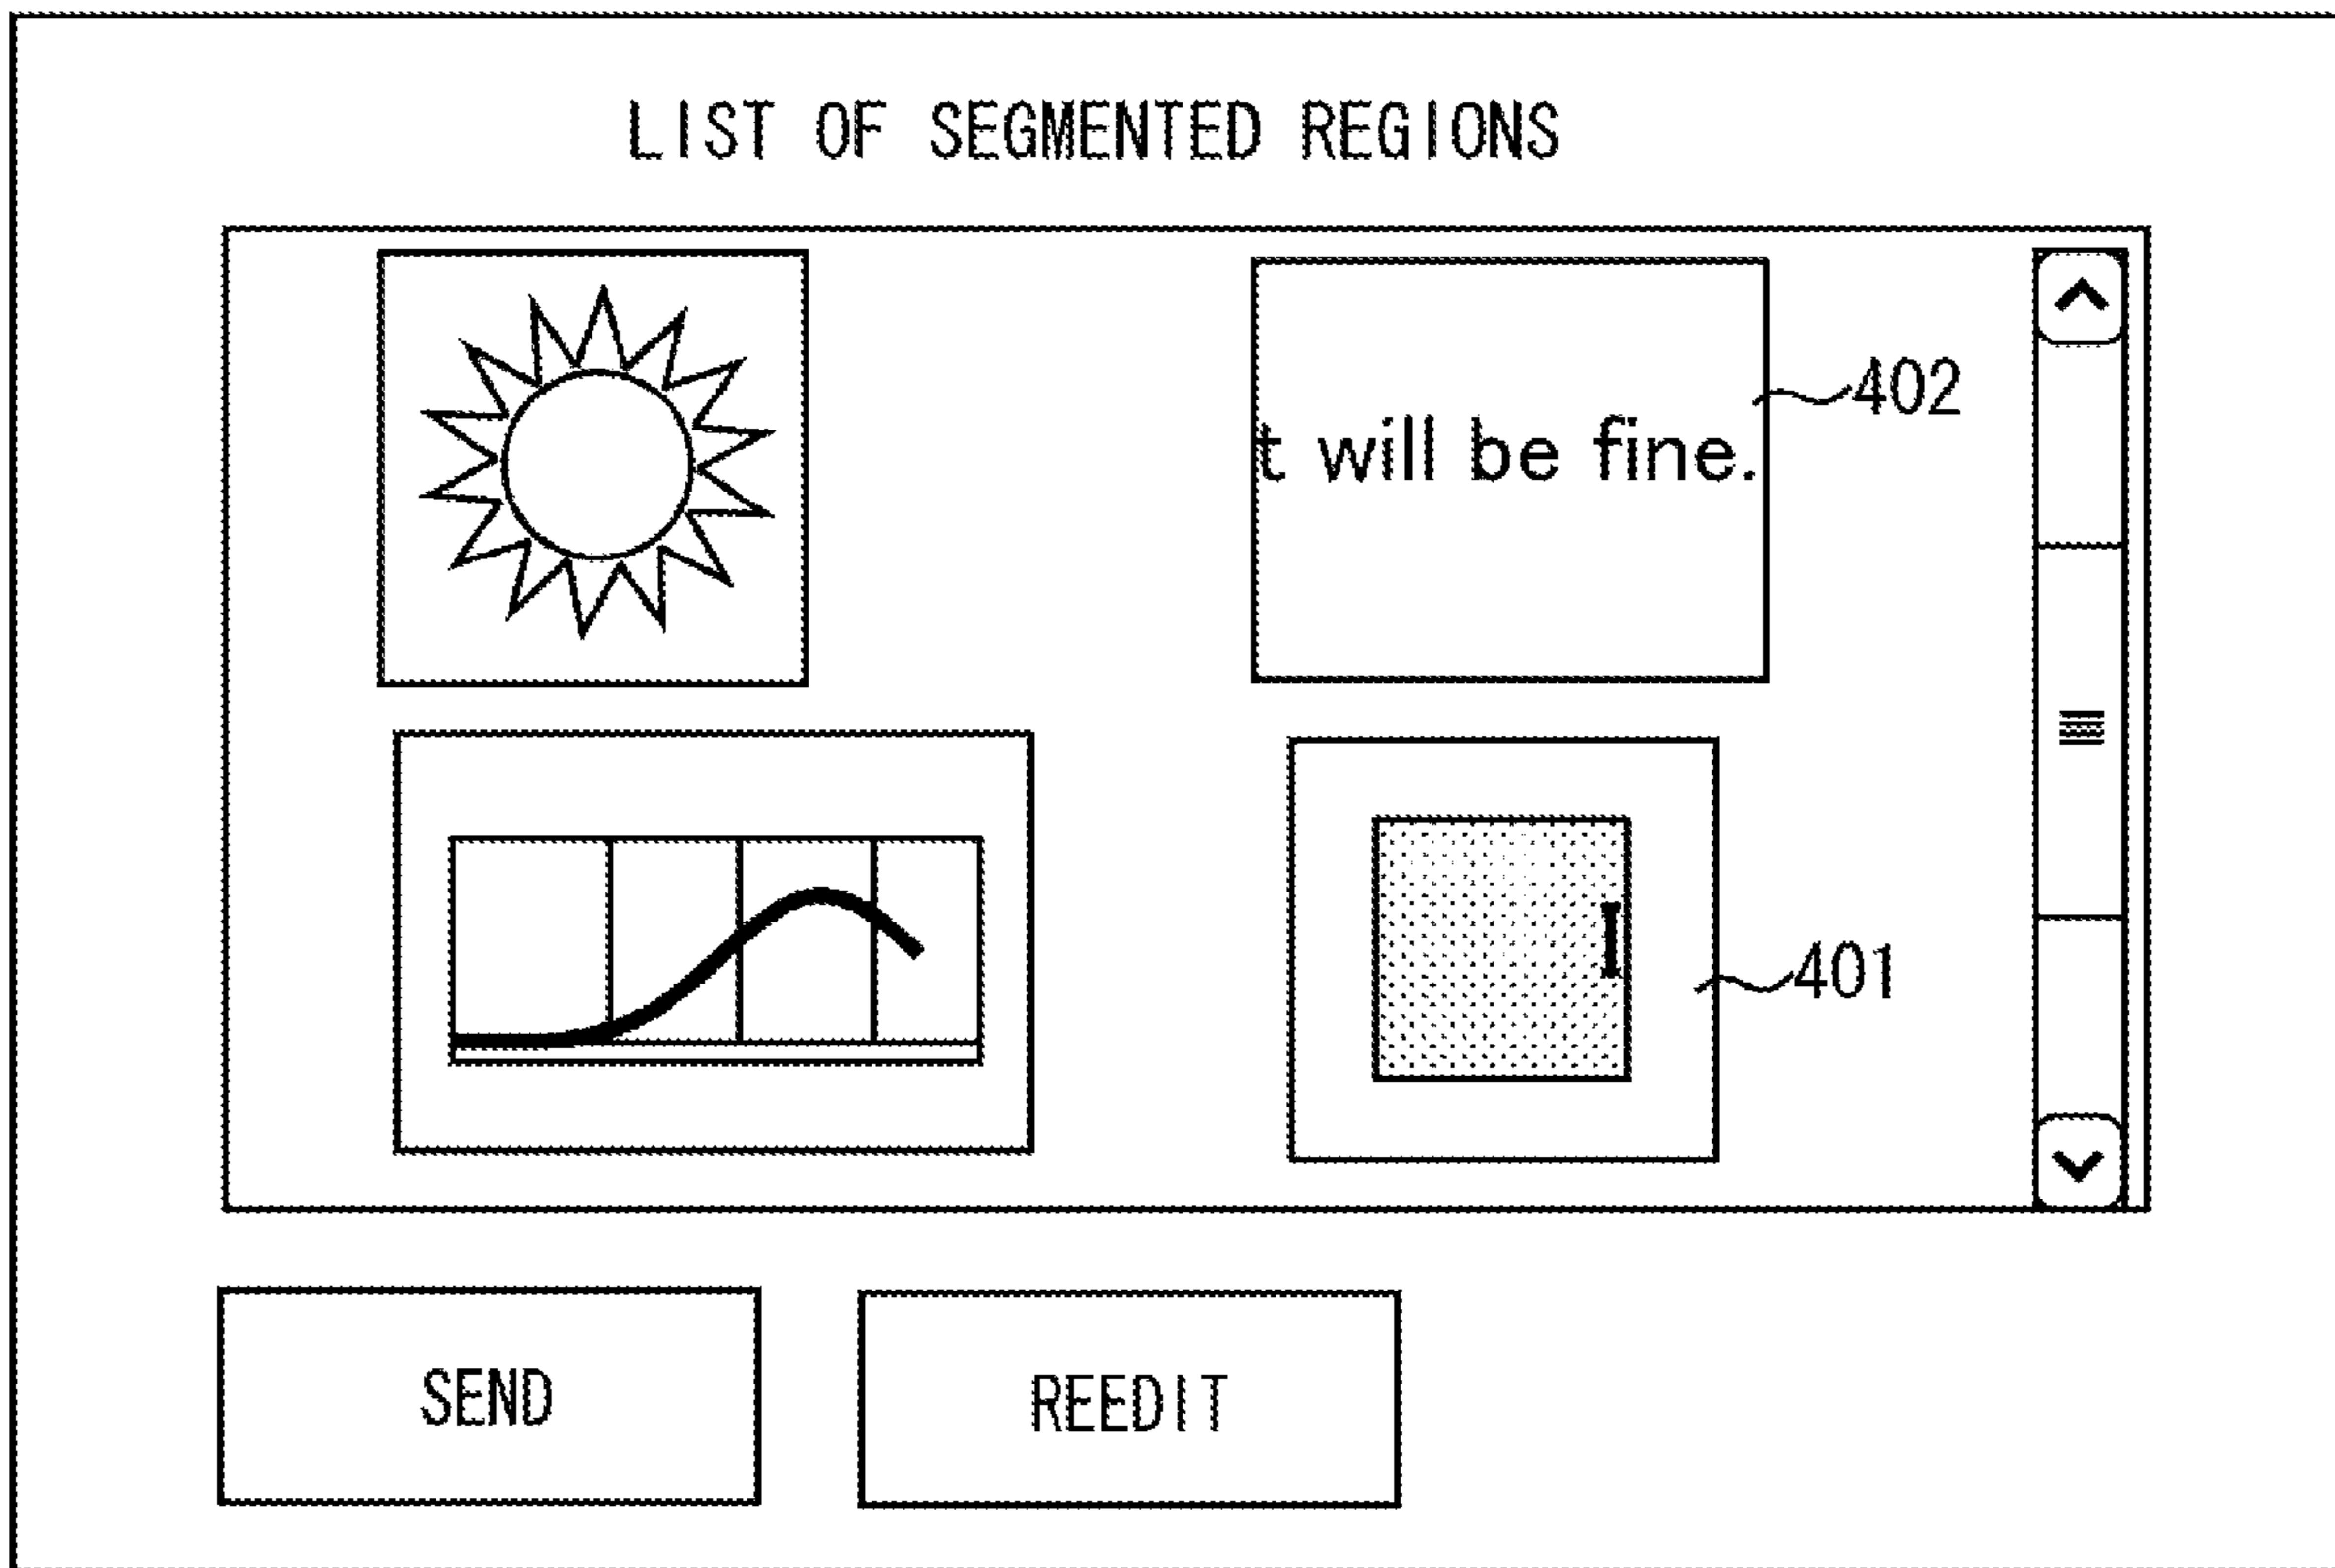 LIST OF SEGMENTED REGIONS
402
t will be fine.
401
SEND
REEDIT